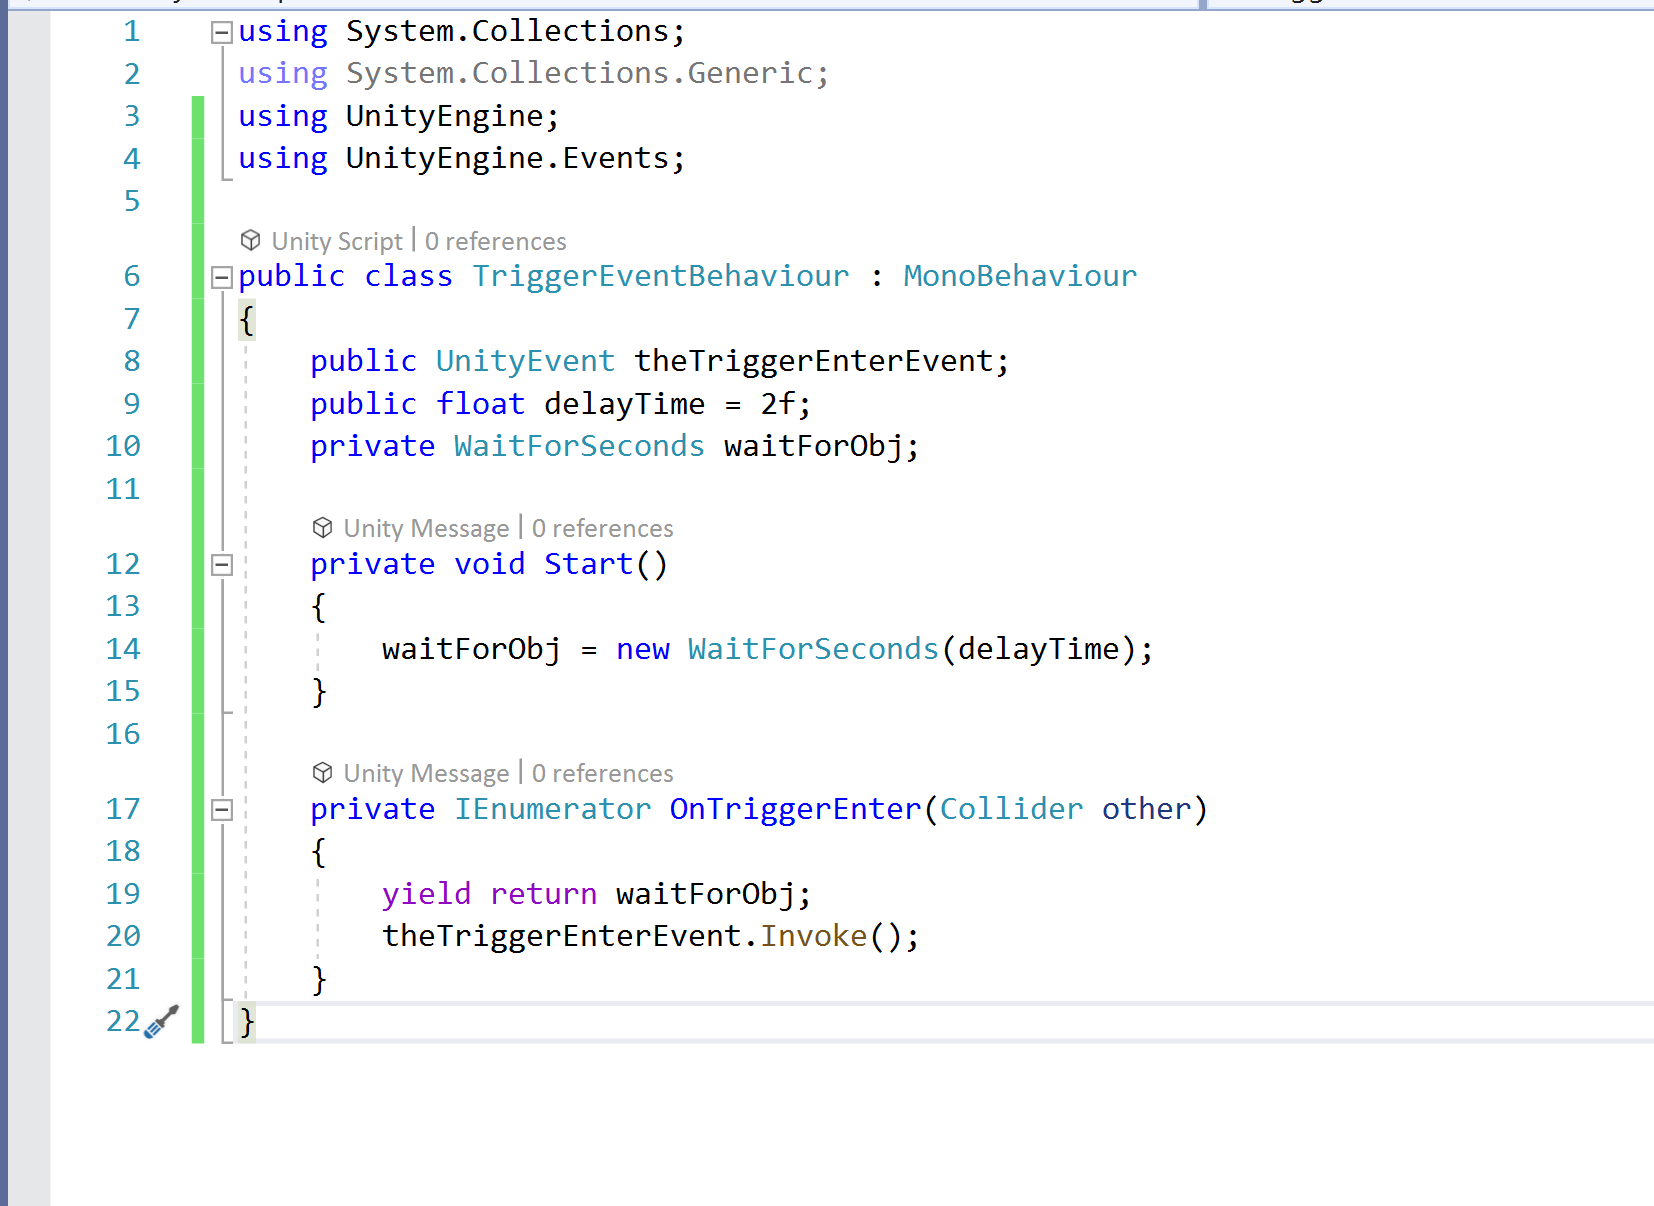 1 using System.Collections;
2 using System.Collections.Generic;
3 using UnityEngine;
4 using UnityEngine.Events;
5
Unity Script | 0 references
6 public class TriggerEventBehaviour : MonoBehaviour
7 {
8 public UnityEvent theTriggerEnterEvent;
9 public float delayTime = 2f;
10 private WaitForSeconds waitForObj;
11
Unity Message | 0 references
12 private void Start()
13 {
14 waitForObj = new WaitForSeconds(delayTime);
15 }
16
Unity Message | 0 references
17 private IEnumerator OnTriggerEnter(Collider other)
18 {
19 yield return waitForObj;
20 theTriggerEnterEvent.Invoke();
21 }
22 }